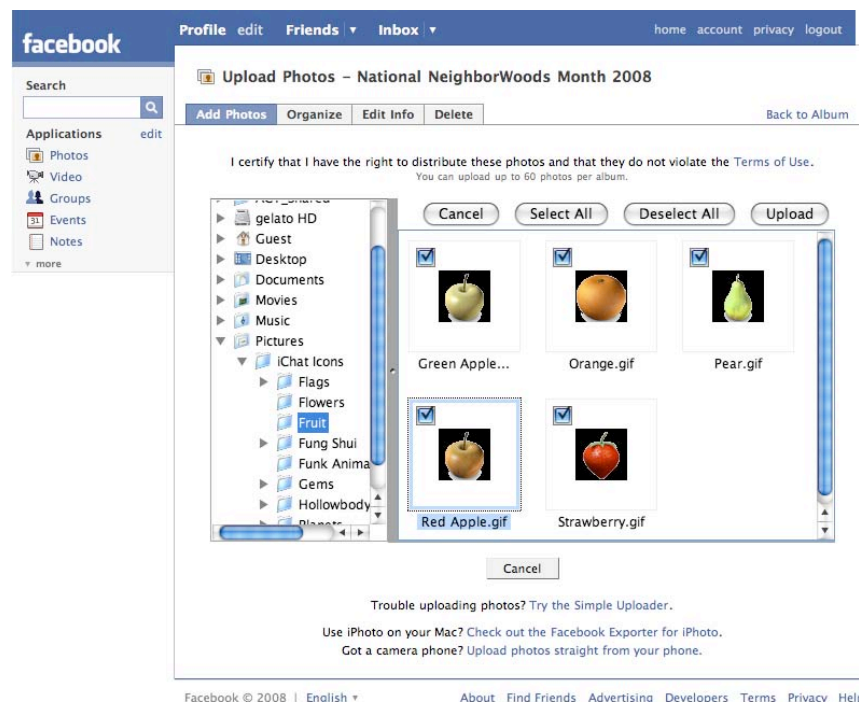 facebook
Profile edit Friends ▾ Inbox ▾ home account privacy logout
Search
Applications edit
Photos
Video
Groups
31 Events
Notes
▾ more
Upload Photos – National NeighborWoods Month 2008
Add Photos Organize Edit Info Delete Back to Album
I certify that I have the right to distribute these photos and that they do not violate the Terms of Use.
You can upload up to 60 photos per album.
gelato HD
Guest
Desktop
Documents
Movies
Music
Pictures
iChat Icons
Flags
Flowers
Fruit
Fung Shui
Funk Anima
Gems
Hollowbody
Planets
Cancel Select All Deselect All Upload
Green Apple... Orange.gif Pear.gif
Red Apple.gif Strawberry.gif
Cancel
Trouble uploading photos? Try the Simple Uploader.
Use iPhoto on your Mac? Check out the Facebook Exporter for iPhoto.
Got a camera phone? Upload photos straight from your phone.
Facebook © 2008 | English ▾ About Find Friends Advertising Developers Terms Privacy Help